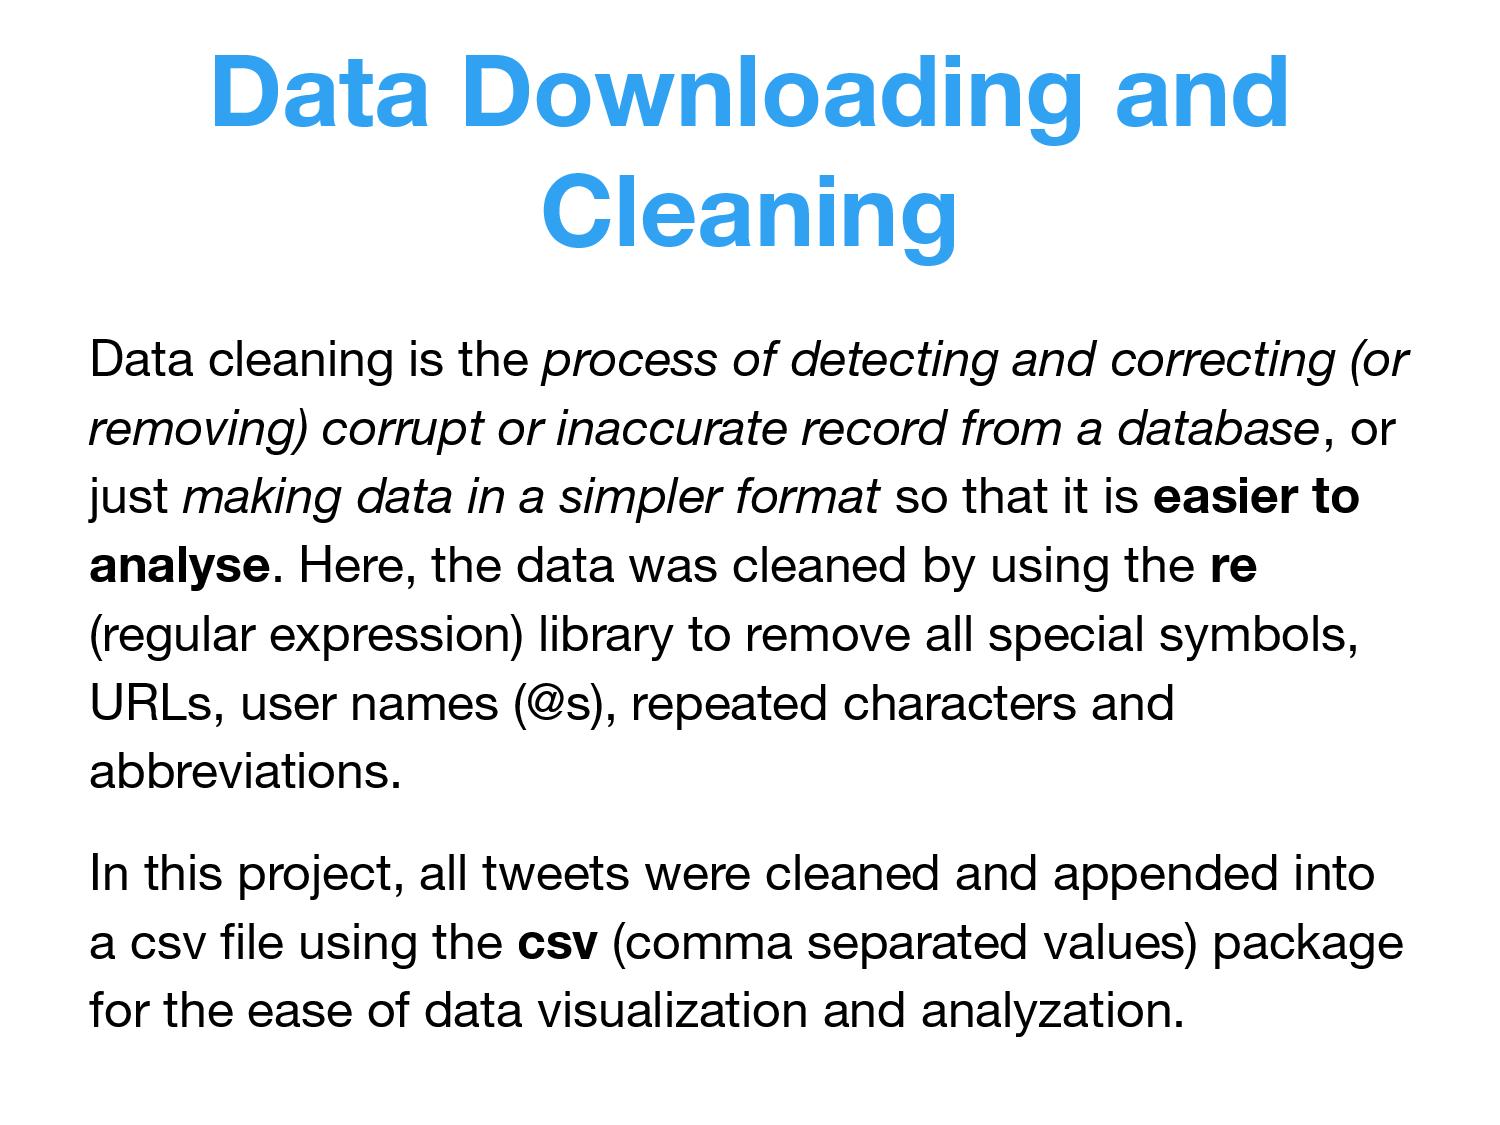 Data Downloading and
Cleaning
Data cleaning is the process of detecting and correcting (or
removing) corrupt or inaccurate record from a database, or
just making data in a simpler format so that it is easier to
analyse. Here, the data was cleaned by using the re
(regular expression) library to remove all special symbols,
URLs, user names (@s), repeated characters and
abbreviations.
In this project, all tweets were cleaned and appended into
a csv file using the csv (comma separated values) package
for the ease of data visualization and analyzation.